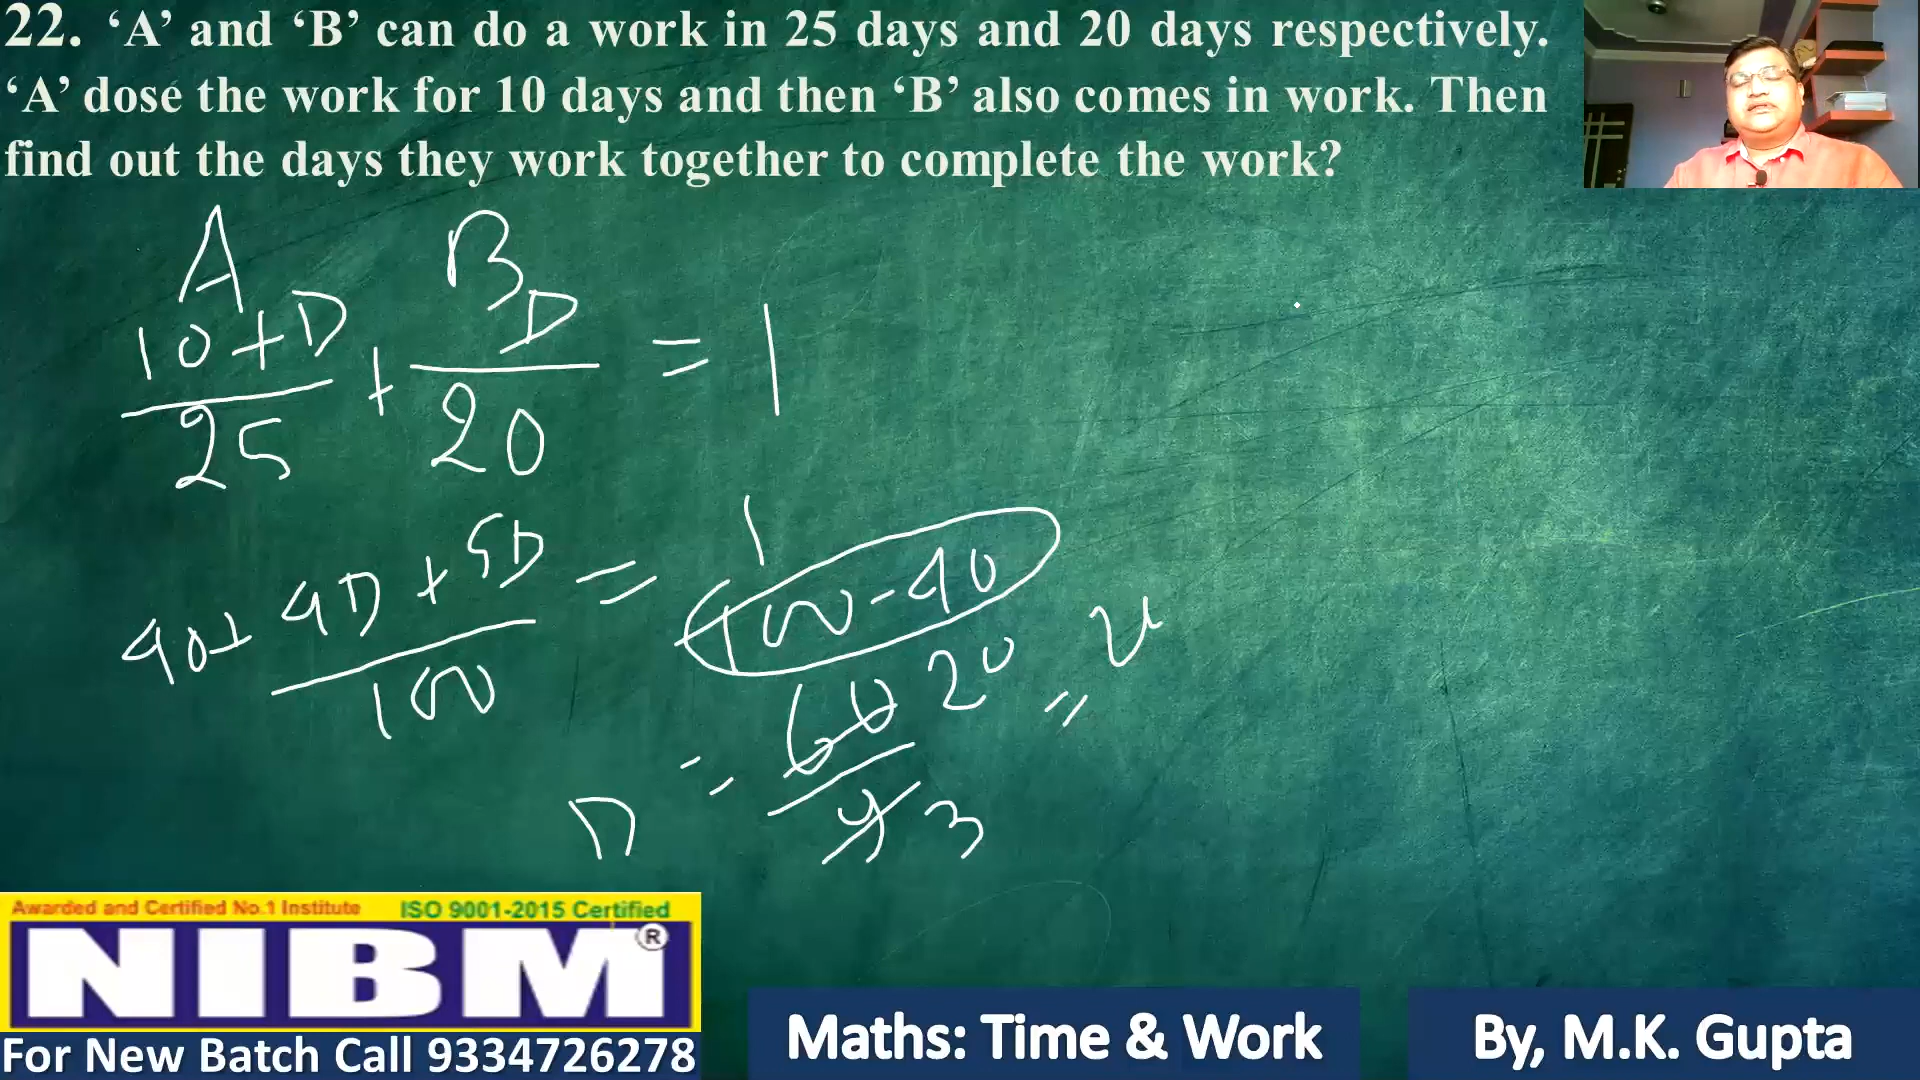 22. ‘A’ and ‘B’ can do a work in 25 days and 20 days respectively.
‘A’ dose the work for 10 days and then ‘B’ also comes in work. Then
find out the days they work together to complete the work?
A B
10+D D
+ = 1
25 20
1
40+ 4D+5D = 100-40
100
60 20 =
D =
9 3
Awarded and Certified No.1 Institute ISO 9001-2015 Certified
NIBM®
For New Batch Call 9334726278
Maths: Time & Work
By, M.K. Gupta